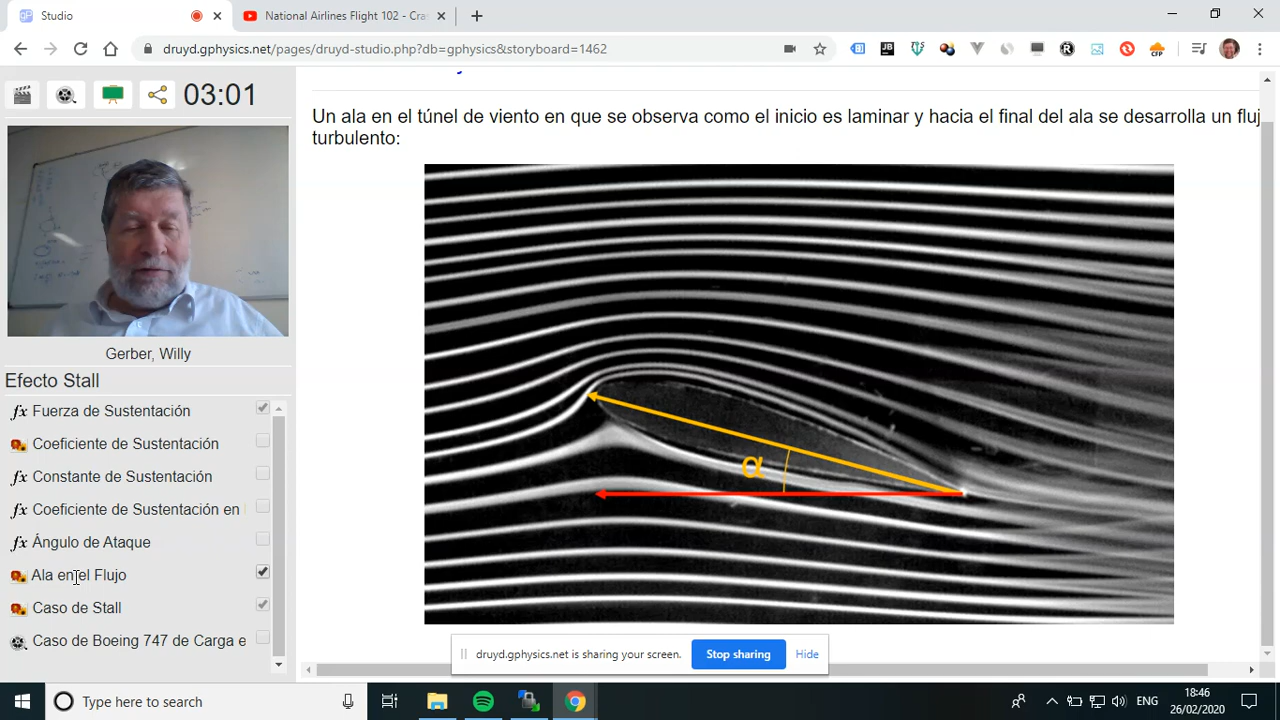 Studio
National Airlines Flight 102 - Cra
druyd.gphysics.net/pages/druyd-studio.php?db=gphysics&storyboard=1462
03:01
Un ala en el túnel de viento en que se observa como el inicio es laminar y hacia el final del ala se desarrolla un fluj
turbulento:
Gerber, Willy
Efecto Stall
fx Fuerza de Sustentación
Coeficiente de Sustentación
fx Constante de Sustentación
fx Coeficiente de Sustentación en
fx Ángulo de Ataque
Ala en el Flujo
Caso de Stall
Caso de Boeing 747 de Carga e
α
druyd.gphysics.net is sharing your screen.
Stop sharing
Hide
Type here to search
ENG
18:46
26/02/2020